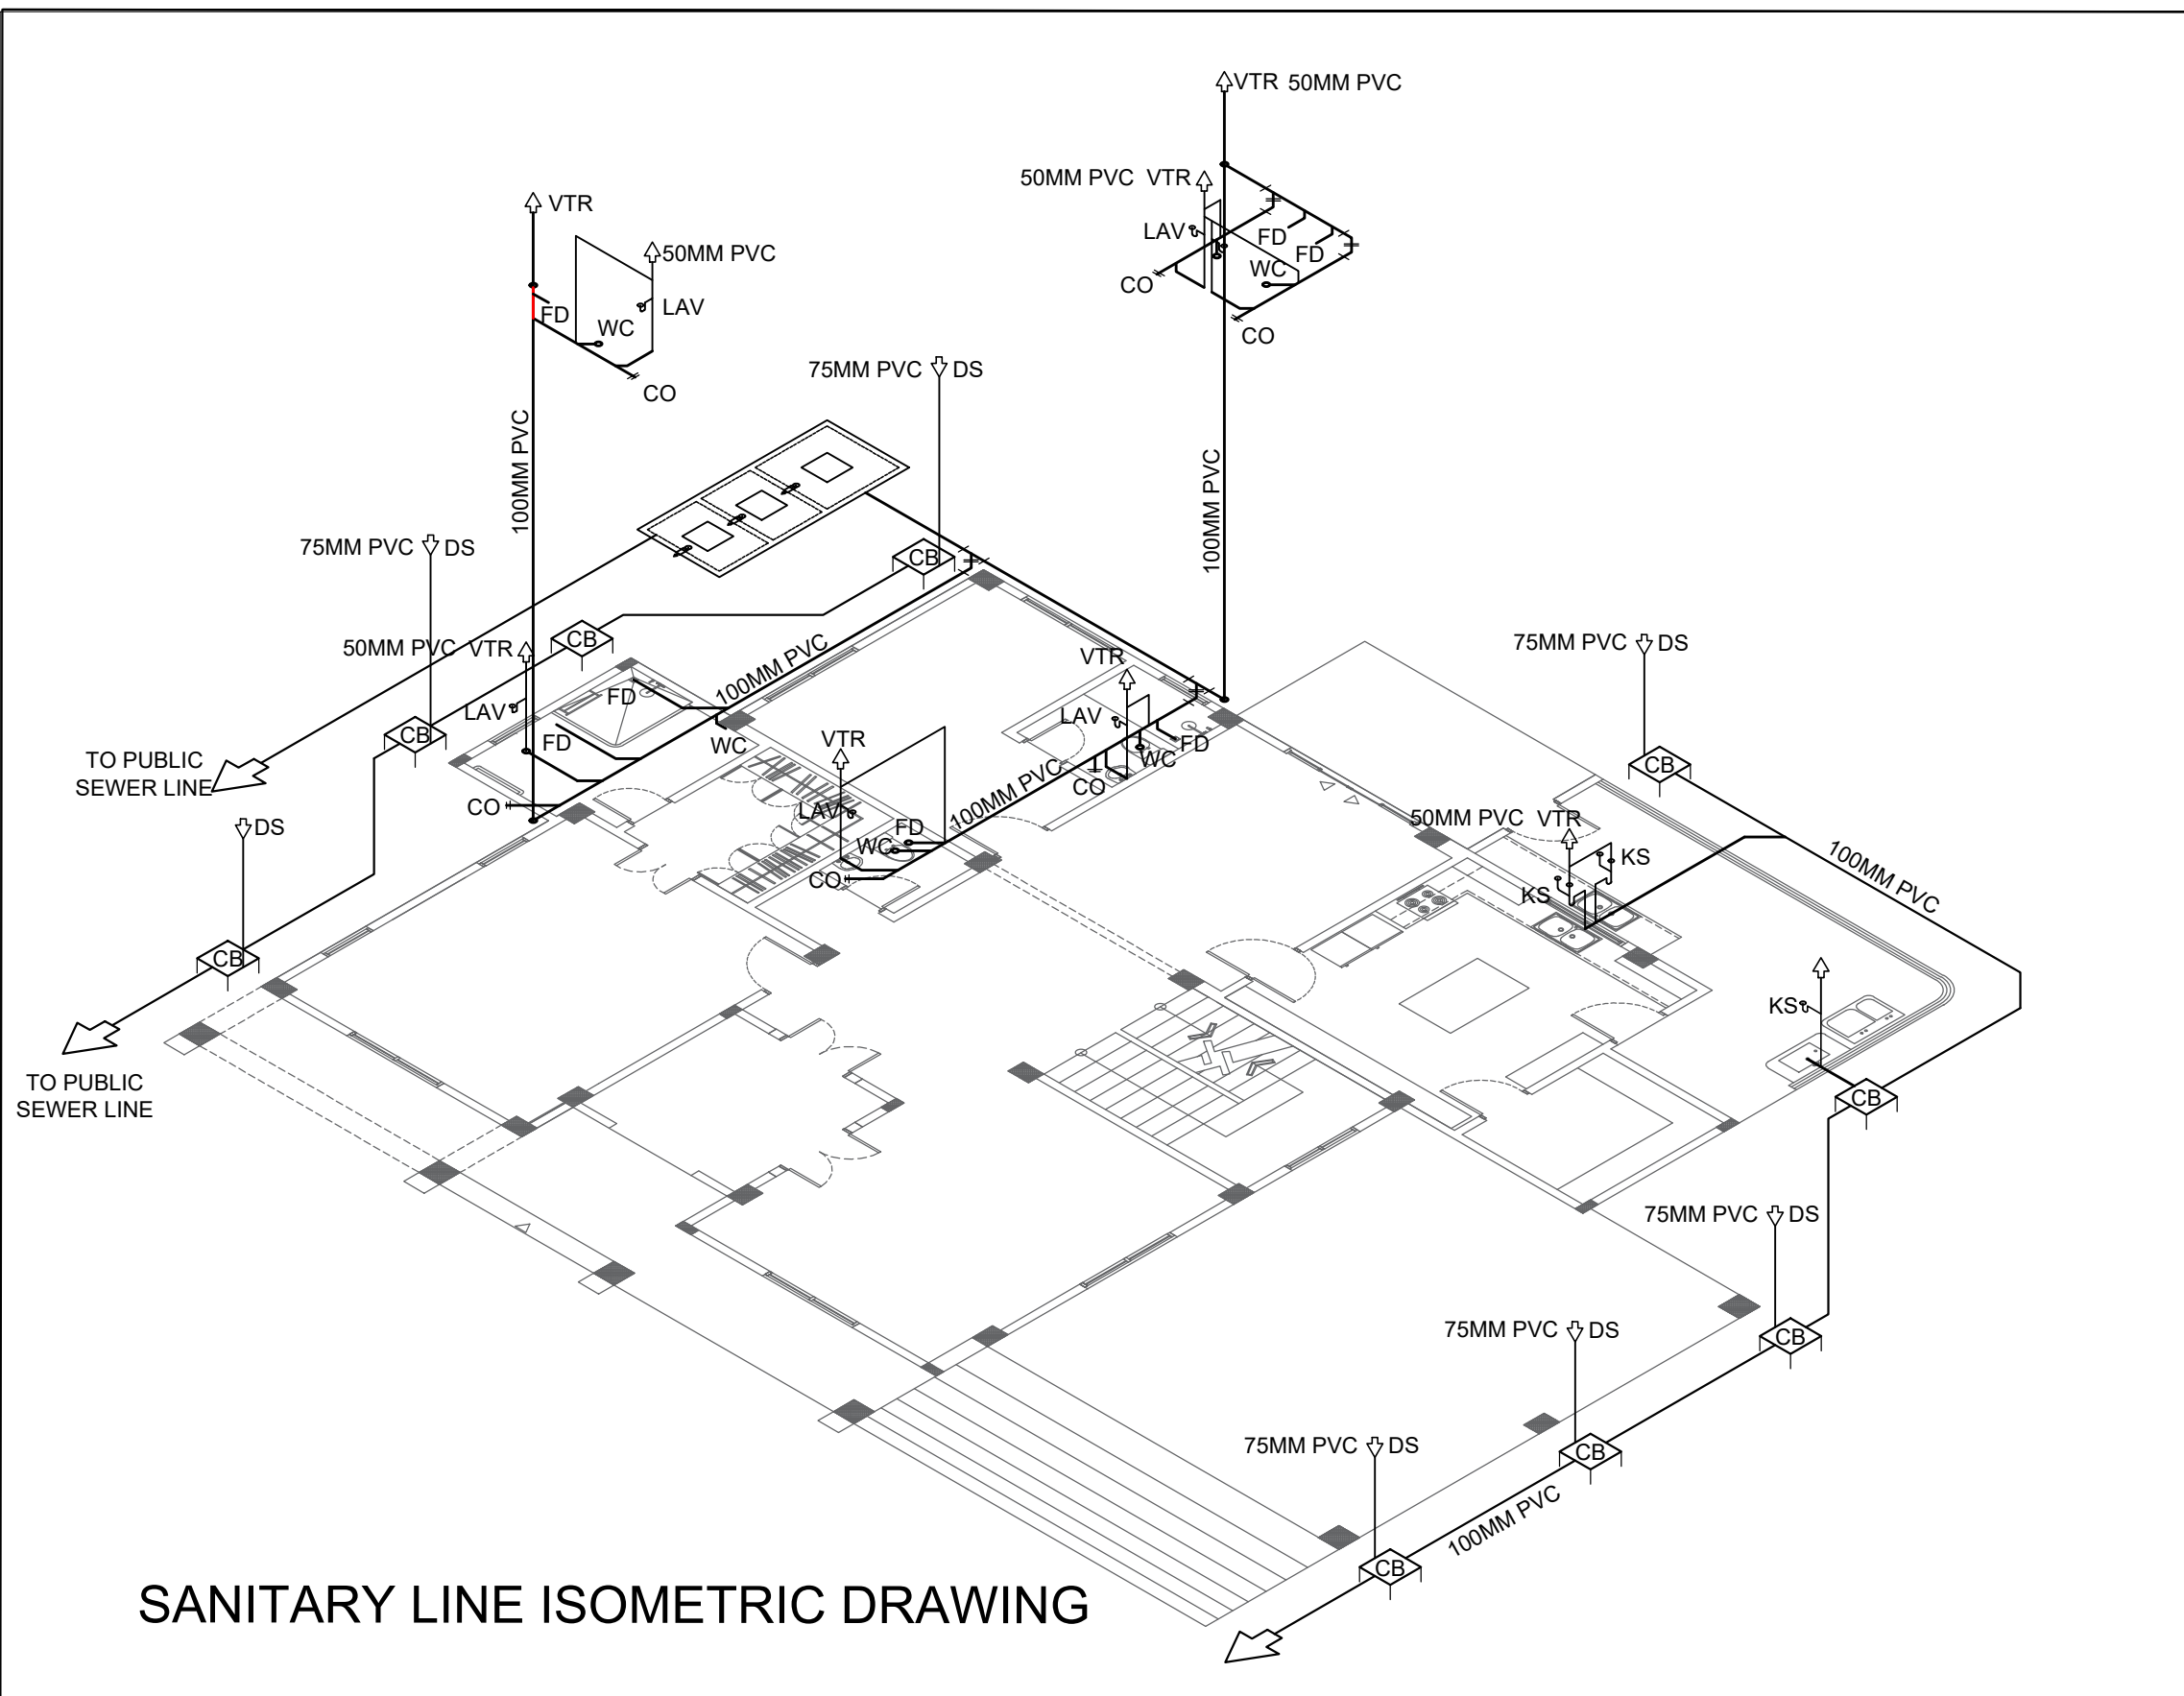 VTR 50MM PVC
50MM PVC VTR
VTR
LAV
FD
50MM PVC
FD
WC
CO
LAV
FD
WC
CO
CO
75MM PVC DS
100MM PVC
100MM PVC
75MM PVC DS
CB
50MM PVC VTR
CB
100MM PVC
VTR
75MM PVC DS
FD
LAV
LAV
CB
FD
WC
VTR
WC
FD
CB
TO PUBLIC
SEWER LINE
CO
CO
100MM PVC
DS
LAV
FD
WC
CO
50MM PVC VTR
KS
KS
100MM PVC
CB
KS
TO PUBLIC
SEWER LINE
CB
75MM PVC DS
CB
75MM PVC DS
CB
75MM PVC DS
100MM PVC
CB
SANITARY LINE ISOMETRIC DRAWING